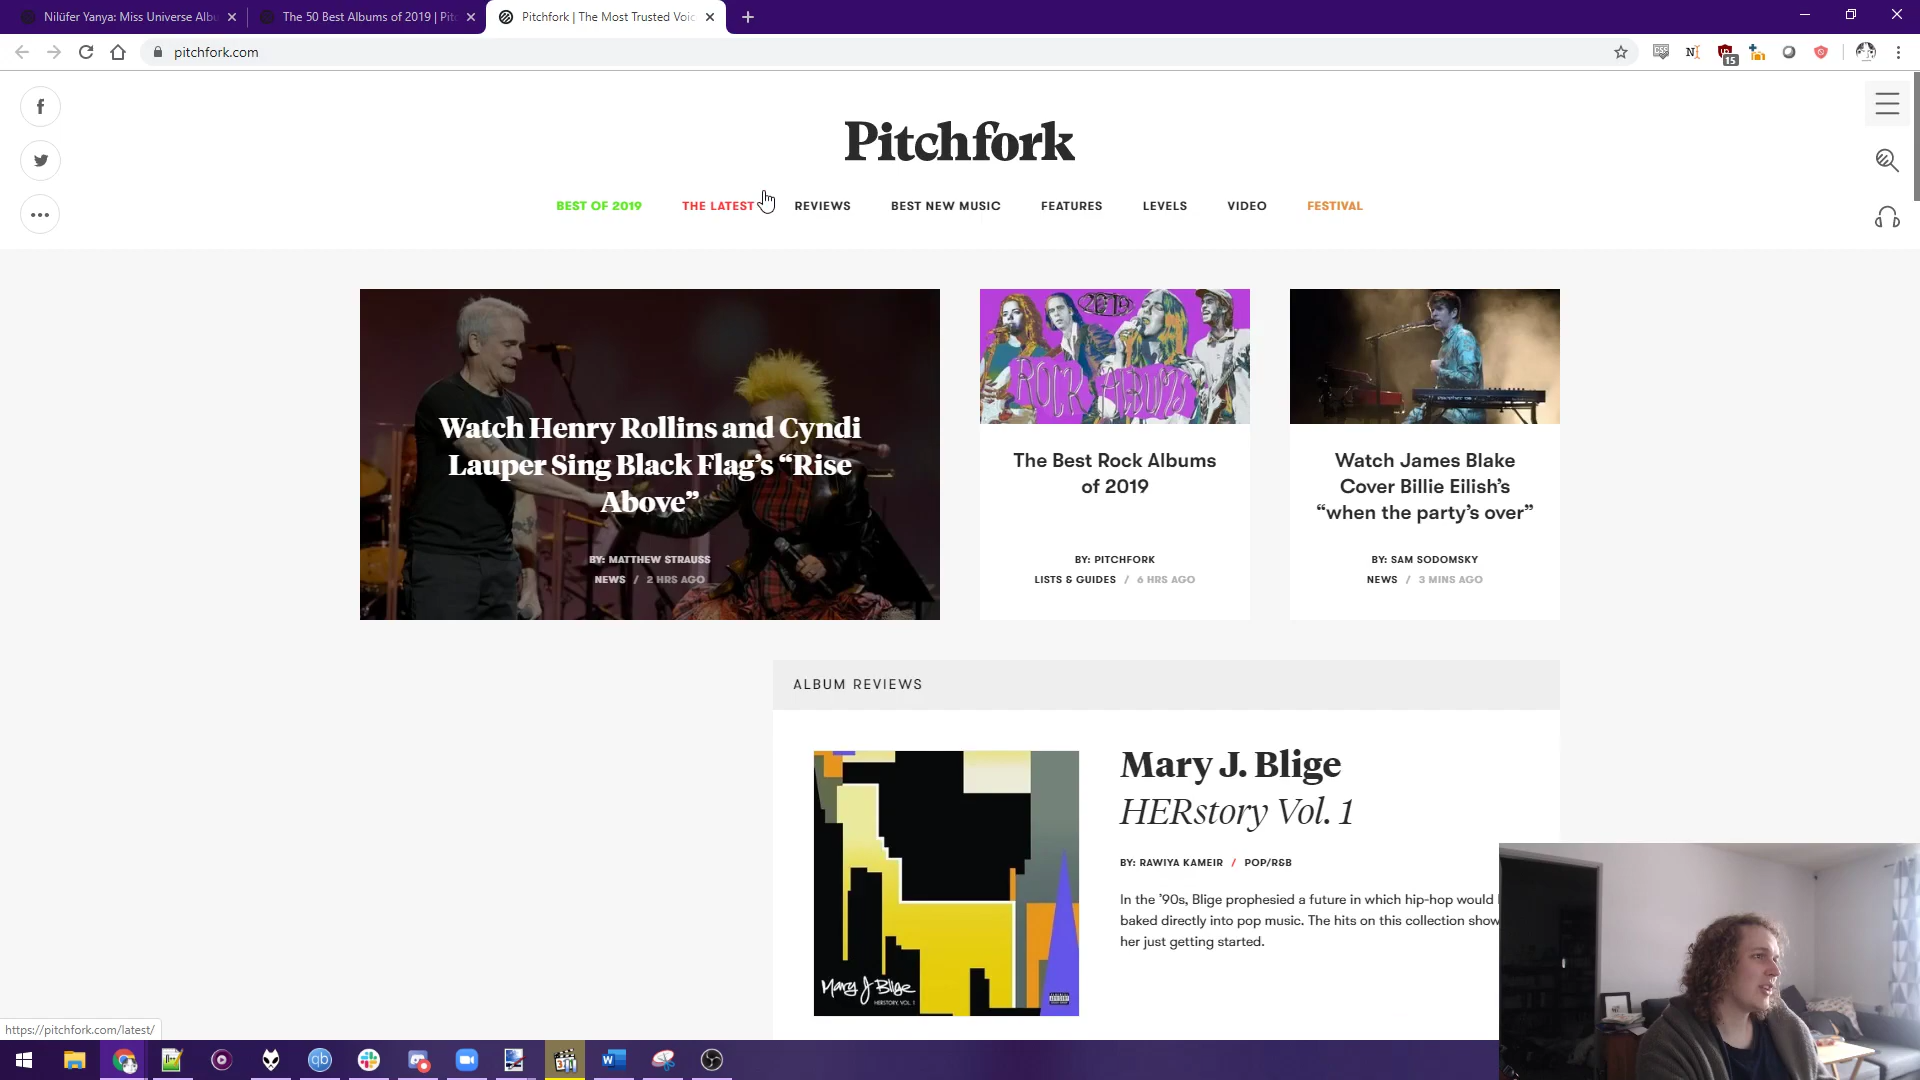 Nilüfer Yanya: Miss Universe Albu
The 50 Best Albums of 2019 | Pitc
Pitchfork | The Most Trusted Voic
pitchfork.com
15
Pitchfork
BEST OF 2019 THE LATEST REVIEWS BEST NEW MUSIC FEATURES LEVELS VIDEO FESTIVAL
Watch Henry Rollins and Cyndi
Lauper Sing Black Flag's “Rise
Above”
BY: MATTHEW STRAUSS
NEWS / 2 HRS AGO
2019
ROCK ALBUMS
The Best Rock Albums
of 2019
BY: PITCHFORK
LISTS & GUIDES / 6 HRS AGO
Watch James Blake
Cover Billie Eilish’s
“when the party’s over”
BY: SAM SODOMSKY
NEWS / 3 MINS AGO
ALBUM REVIEWS
Mary J Blige
HERSTORY, VOL. 1
Mary J. Blige
HERstory Vol. 1
BY: RAWIYA KAMEIR / POP/R&B
In the ’90s, Blige prophesied a future in which hip-hop would
baked directly into pop music. The hits on this collection show
her just getting started.
https://pitchfork.com/latest/